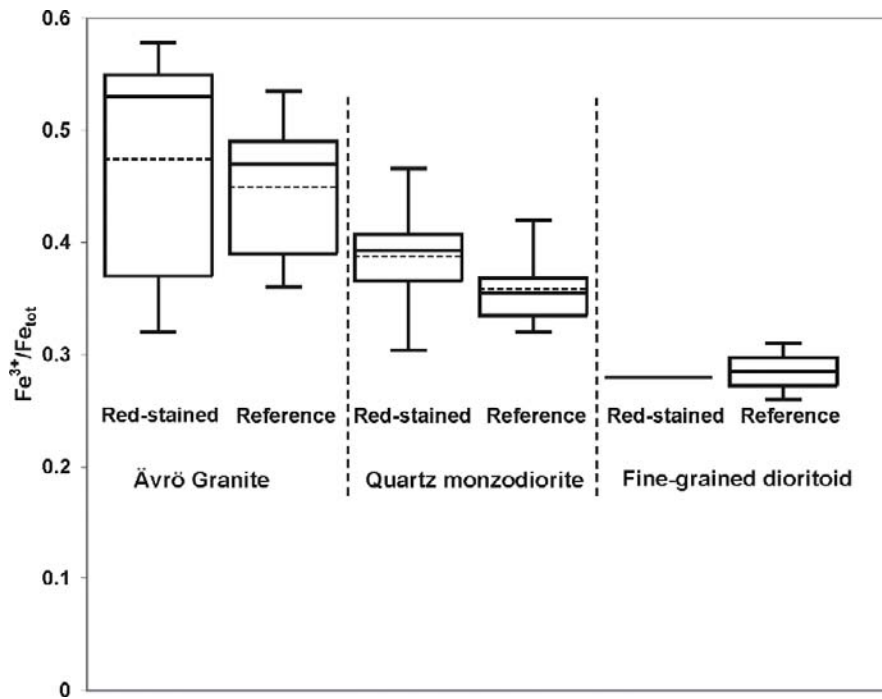 0.6
0.5
0.4
0.3
0.2
0.1
0
Fe³⁺/Feₜₒₜ
Red-stained Reference Red-stained Reference Red-stained Reference
Ävrö Granite Quartz monzodiorite Fine-grained dioritoid